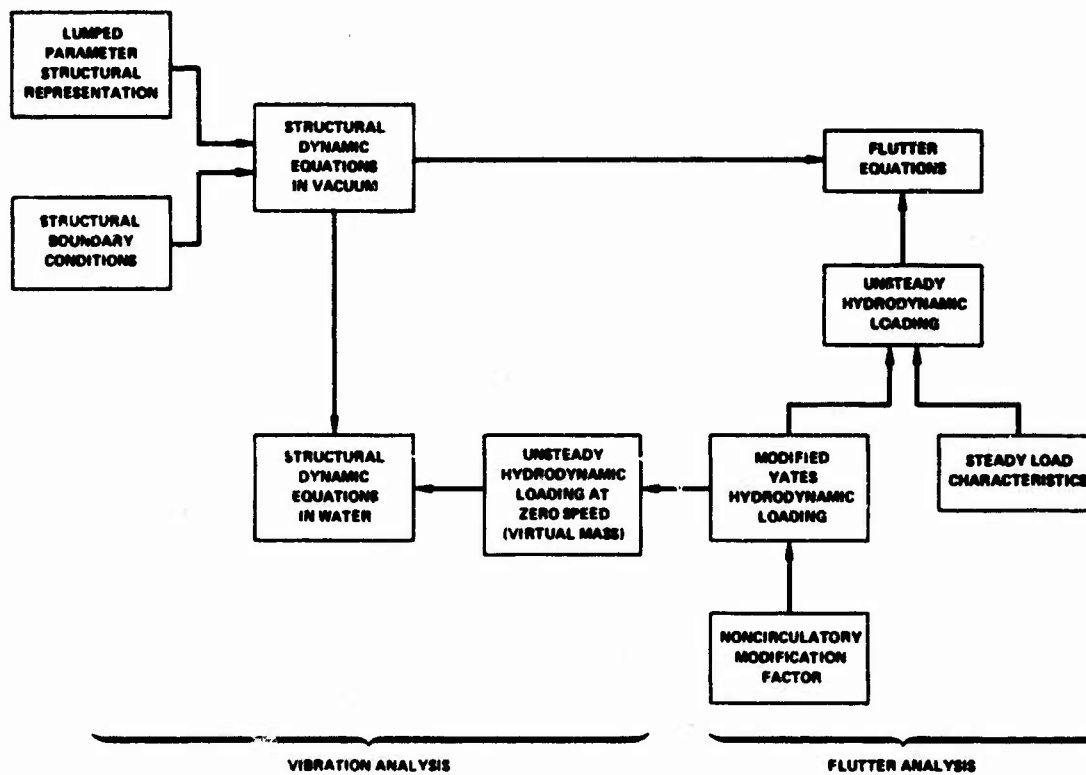 LUMPED
PARAMETER
STRUCTURAL
REPRESENTATION
STRUCTURAL
DYNAMIC
EQUATIONS
IN VACUUM
FLUTTER
EQUATIONS
STRUCTURAL
BOUNDARY
CONDITIONS
UNSTEADY
HYDRODYNAMIC
LOADING
STRUCTURAL
DYNAMIC
EQUATIONS
IN WATER
UNSTEADY
HYDRODYNAMIC
LOADING AT
ZERO SPEED
(VIRTUAL MASS)
MODIFIED
YATES
HYDRODYNAMIC
LOADING
STEADY LOAD
CHARACTERISTICS
NONCIRCULATORY
MODIFICATION
FACTOR
VIBRATION ANALYSIS
FLUTTER ANALYSIS